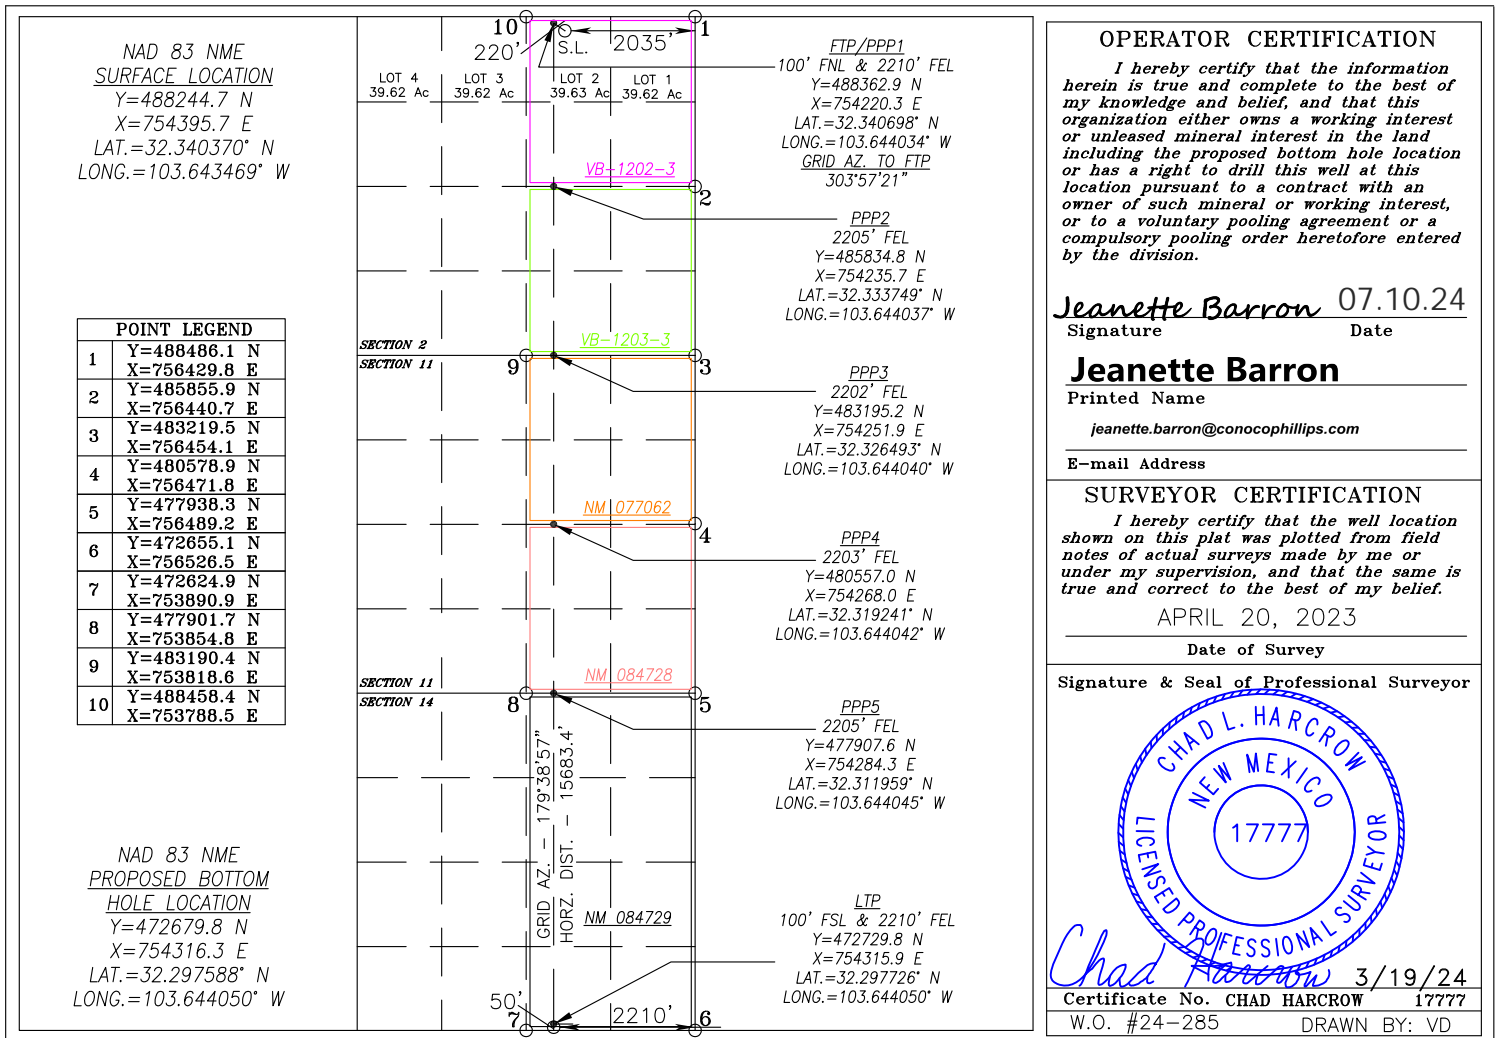 NAD 83 NME
SURFACE LOCATION
Y=488244.7 N
X=754395.7 E
LAT.=32.340370° N
LONG.=103.643469° W
POINT LEGEND
1 Y=488486.1 N
X=756429.8 E
2 Y=485855.9 N
X=756440.7 E
3 Y=483219.5 N
X=756454.1 E
4 Y=480578.9 N
X=756471.8 E
5 Y=477938.3 N
X=756489.2 E
6 Y=472655.1 N
X=756526.5 E
7 Y=472624.9 N
X=753890.9 E
8 Y=477901.7 N
X=753854.8 E
9 Y=483190.4 N
X=753818.6 E
10 Y=488458.4 N
X=753788.5 E
NAD 83 NME
PROPOSED BOTTOM
HOLE LOCATION
Y=472679.8 N
X=754316.3 E
LAT.=32.297588° N
LONG.=103.644050° W
10
1
220'
S.L.
2035'
LOT 4
39.62 Ac
LOT 3
39.62 Ac
LOT 2
39.63 Ac
LOT 1
39.62 Ac
VB-1202-3
2
VB-1203-3
SECTION 2
SECTION 11
9
3
NM 077062
4
NM 084728
SECTION 11
SECTION 14
8
5
GRID AZ. - 179°38'57"
HORZ. DIST. - 15683.4'
NM 084729
50'
7
2210'
6
FTP/PPP1
100' FNL & 2210' FEL
Y=488362.9 N
X=754220.3 E
LAT.=32.340698° N
LONG.=103.644034° W
GRID AZ. TO FTP
303°57'21"
PPP2
2205' FEL
Y=485834.8 N
X=754235.7 E
LAT.=32.333749° N
LONG.=103.644037° W
PPP3
2202' FEL
Y=483195.2 N
X=754251.9 E
LAT.=32.326493° N
LONG.=103.644040° W
PPP4
2203' FEL
Y=480557.0 N
X=754268.0 E
LAT.=32.319241° N
LONG.=103.644042° W
PPP5
2205' FEL
Y=477907.6 N
X=754284.3 E
LAT.=32.311959° N
LONG.=103.644045° W
LTP
100' FSL & 2210' FEL
Y=472729.8 N
X=754315.9 E
LAT.=32.297726° N
LONG.=103.644050° W
OPERATOR CERTIFICATION
I hereby certify that the information
herein is true and complete to the best of
my knowledge and belief, and that this
organization either owns a working interest
or unleased mineral interest in the land
including the proposed bottom hole location
or has a right to drill this well at this
location pursuant to a contract with an
owner of such mineral or working interest,
or to a voluntary pooling agreement or a
compulsory pooling order heretofore entered
by the division.
Jeanette Barron 07.10.24
Signature Date
Jeanette Barron
Printed Name
jeanette.barron@conocophillips.com
E-mail Address
SURVEYOR CERTIFICATION
I hereby certify that the well location
shown on this plat was plotted from field
notes of actual surveys made by me or
under my supervision, and that the same is
true and correct to the best of my belief.
APRIL 20, 2023
Date of Survey
Signature & Seal of Professional Surveyor
CHAD L. HARCROW
NEW MEXICO
17777
LICENSED PROFESSIONAL SURVEYOR
Chad Harcrow 3/19/24
Certificate No. CHAD HARCROW 17777
W.O. #24-285 DRAWN BY: VD